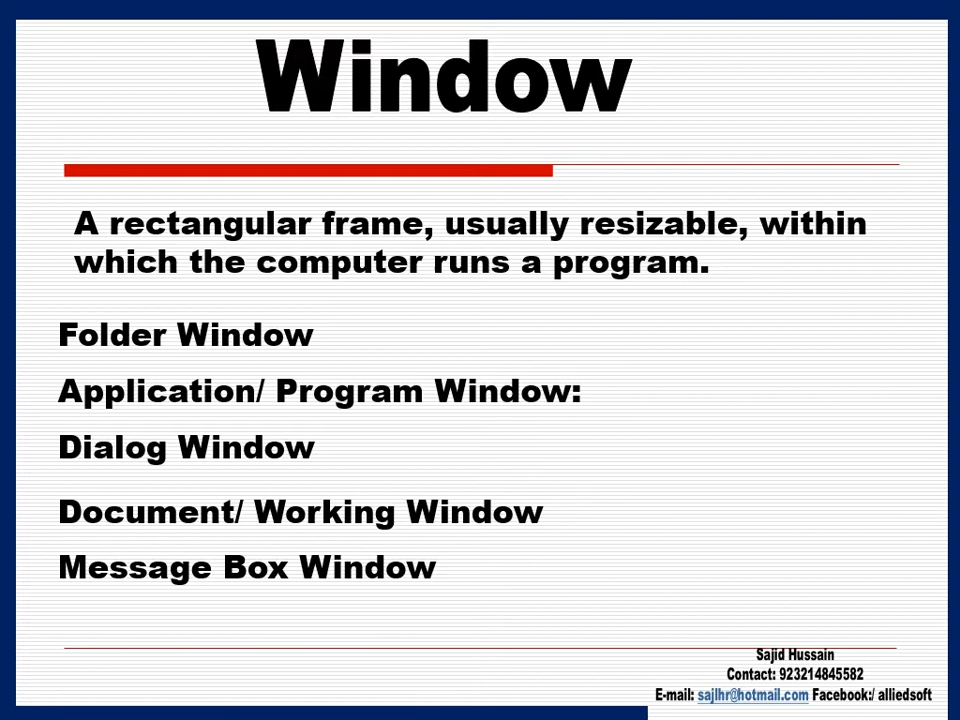 Window
A rectangular frame, usually resizable, within
which the computer runs a program.
Folder Window
Application/ Program Window:
Dialog Window
Document/ Working Window
Message Box Window
Sajid Hussain
Contact: 923214845582
E-mail: sajlhr@hotmail.com Facebook:/ alliedsoft